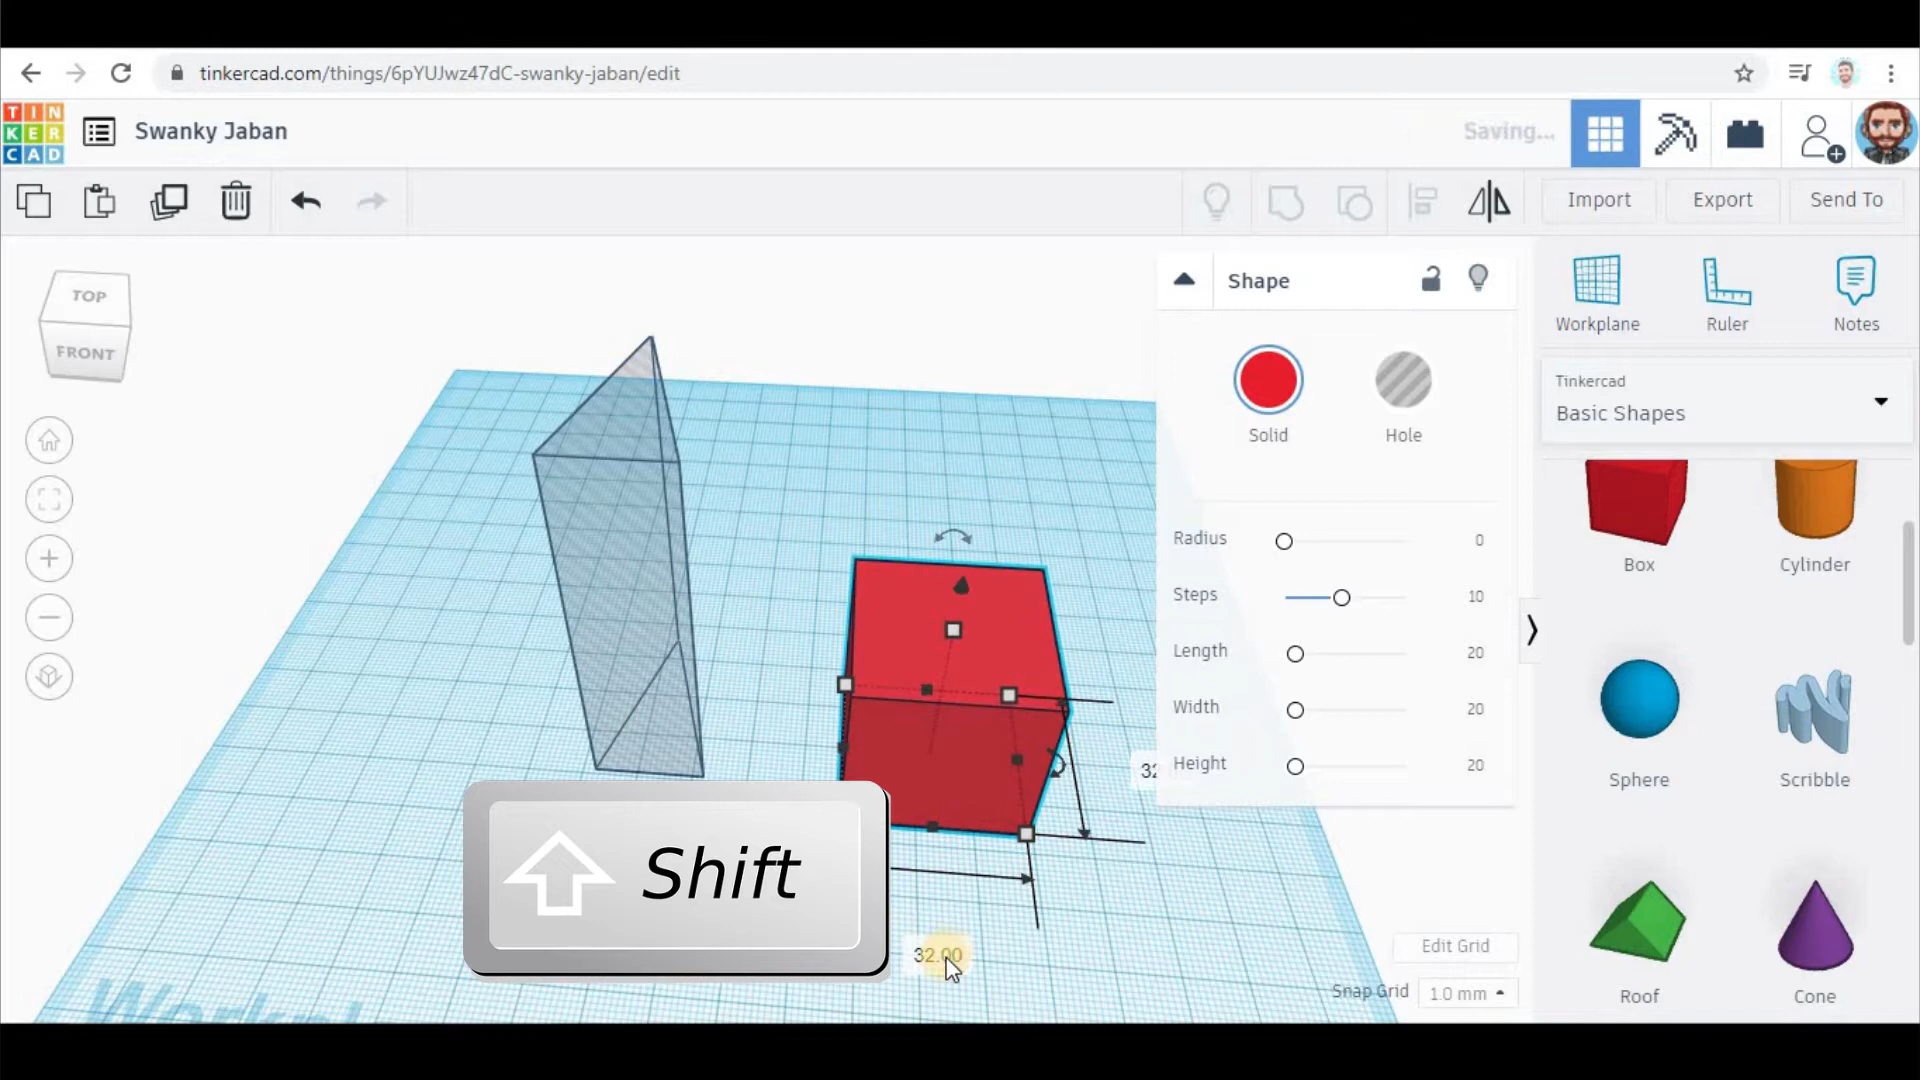 tinkercad.com/things/6pYUJwz47dC-swanky-jaban/edit
TIN
KER
CAD
Swanky Jaban
Saving...
Import
Export
Send To
TOP
FRONT
Shape
Solid
Hole
Radius 0
Steps 10
Length 20
Width 20
Height 20
32
Workplane
Ruler
Notes
Tinkercad
Basic Shapes
Box
Cylinder
Sphere
Scribble
Roof
Cone
Shift
32.00
Edit Grid
Snap Grid 1.0 mm